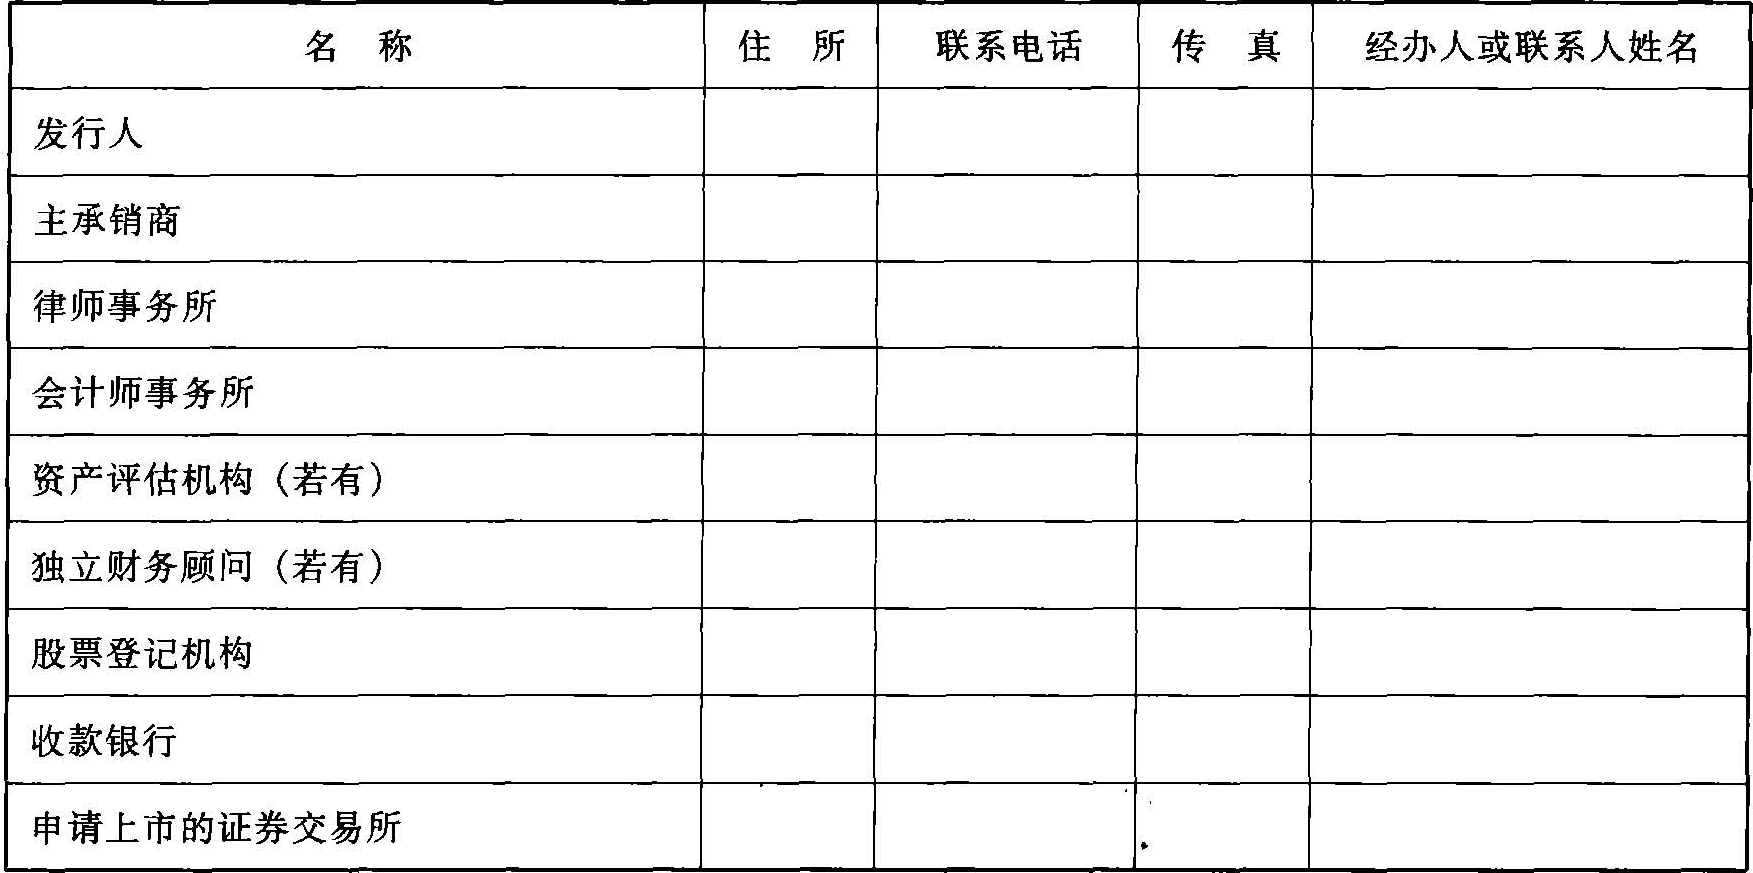 名 称 住 所 联系电话 传 真 经办人或联系人姓名
发行人
主承销商
律师事务所
会计师事务所
资产评估机构（若有）
独立财务顾问（若有）
股票登记机构
收款银行
申请上市的证券交易所